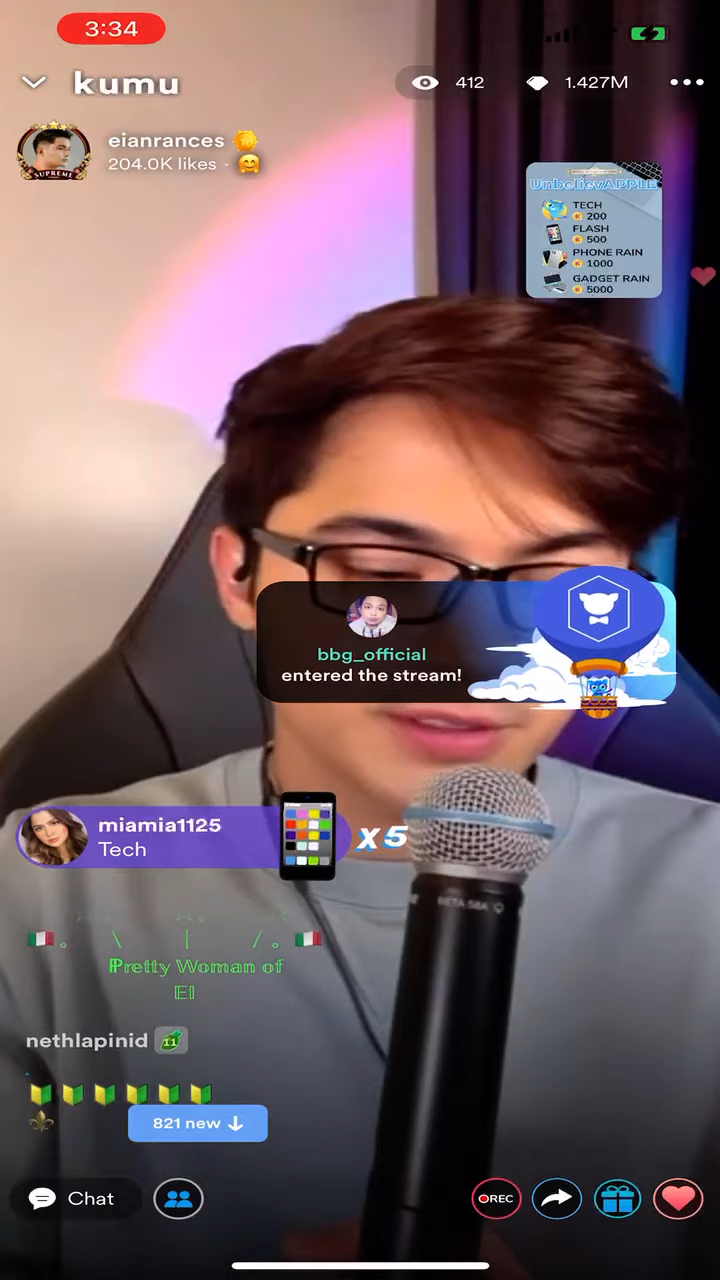 3:34
kumu
412
1.427M
eianrances
204.0K likes ·
SUPREME
UnbelievAPPLE
TECH
200
FLASH
500
PHONE RAIN
1000
GADGET RAIN
5000
bbg_official
entered the stream!
miamia1125
Tech
x5
BETA 58A
Pretty Woman of
EI
nethlapinid 11
821 new ↓
Chat
REC